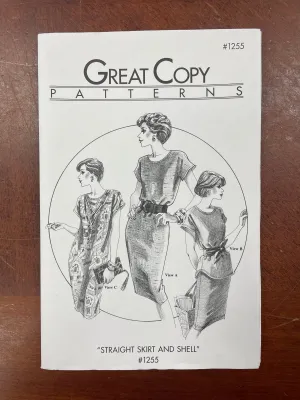 #1255
GREAT COPY
PATTERNS
View A
View B
View C
"STRAIGHT SKIRT AND SHELL"
#1255